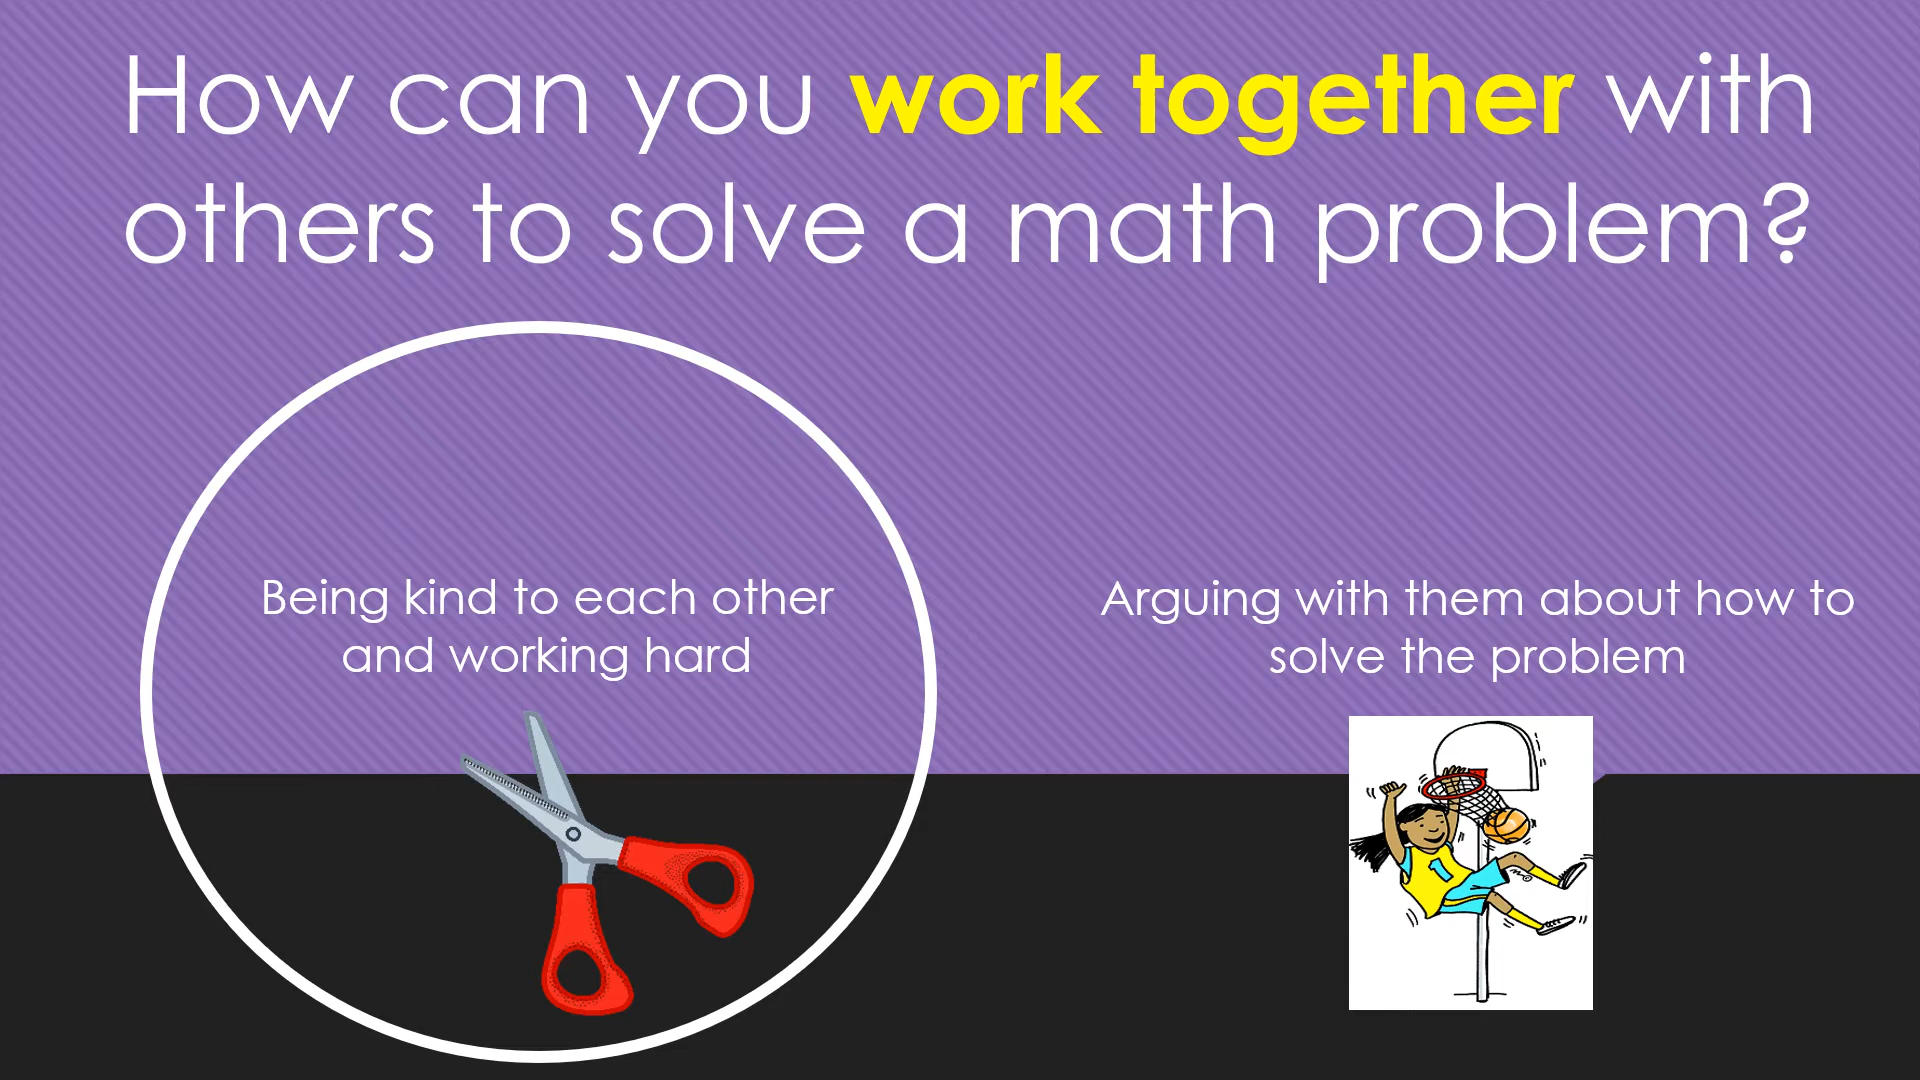 How can you work together with
others to solve a math problem?
Being kind to each other
and working hard
Arguing with them about how to
solve the problem
1